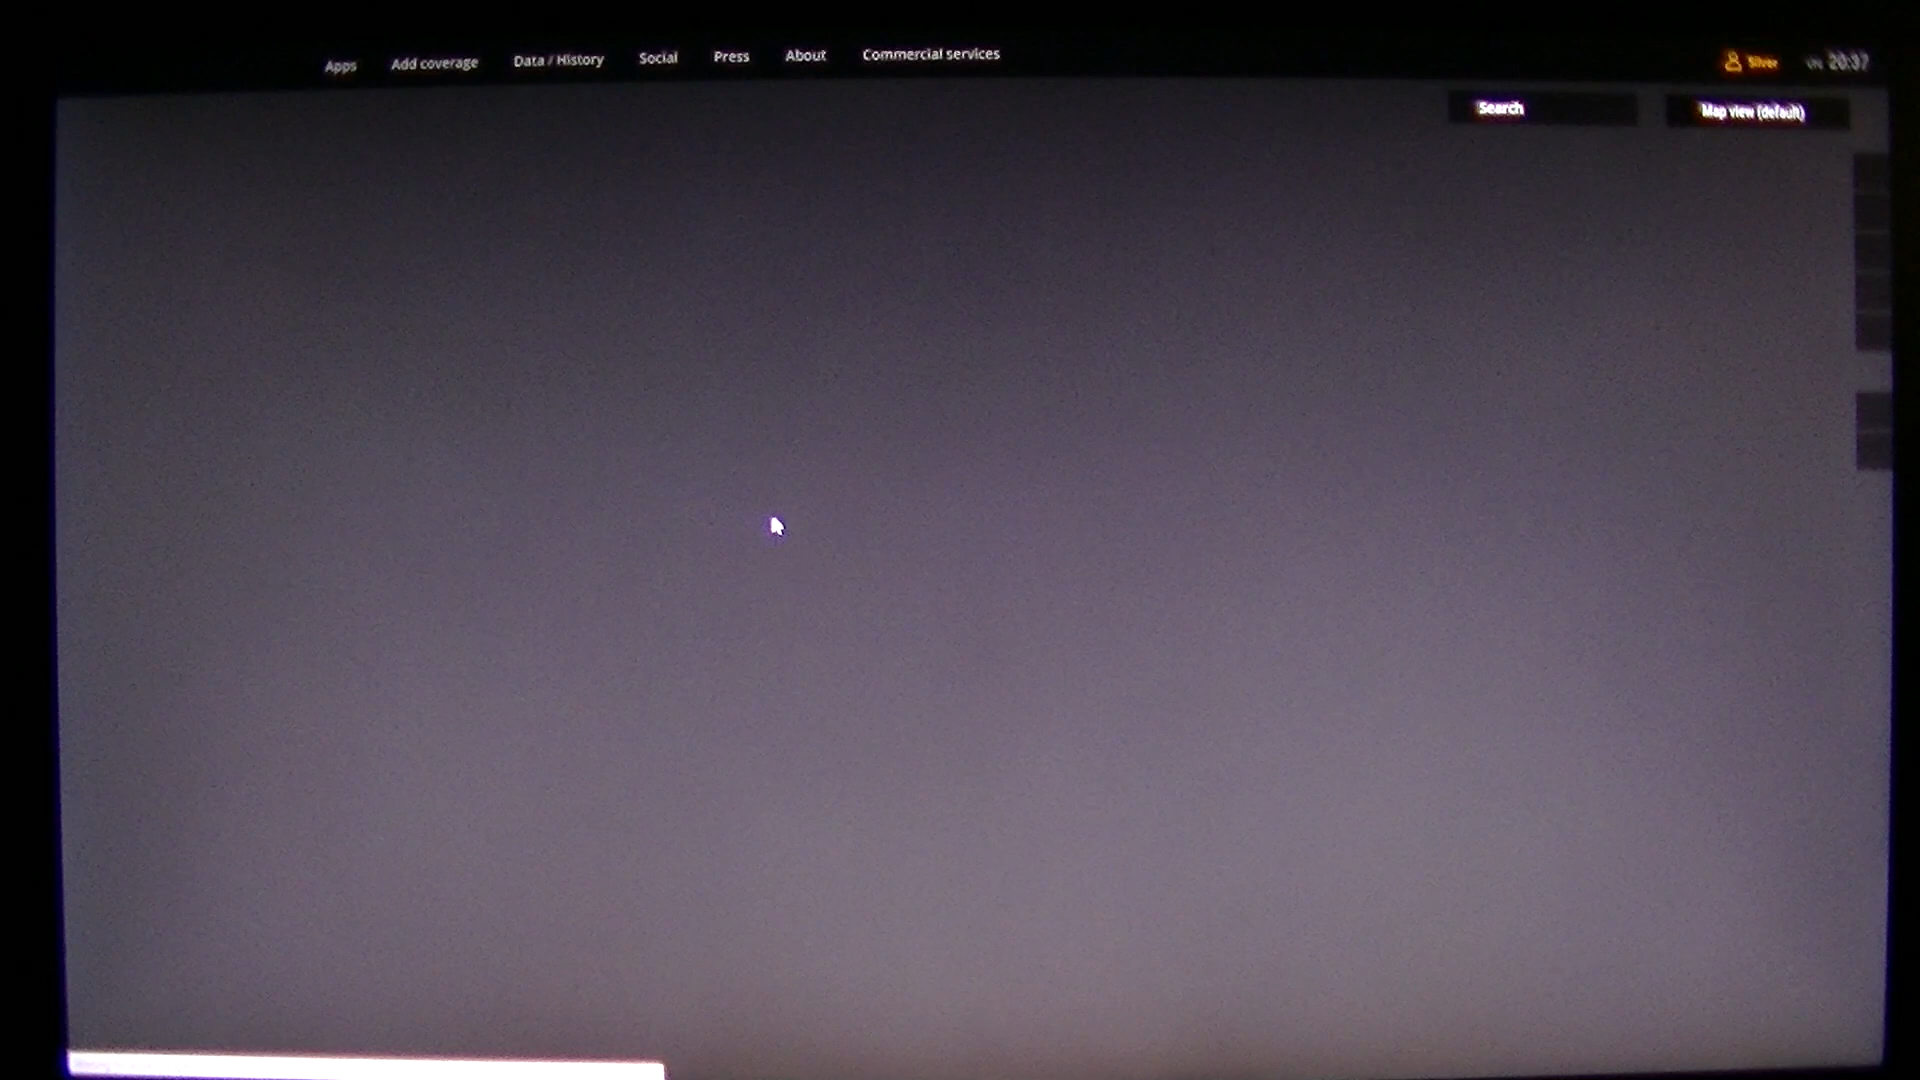 Apps Add coverage Data / History Social Press About Commercial services Silver 20:37
Search Map view (default)